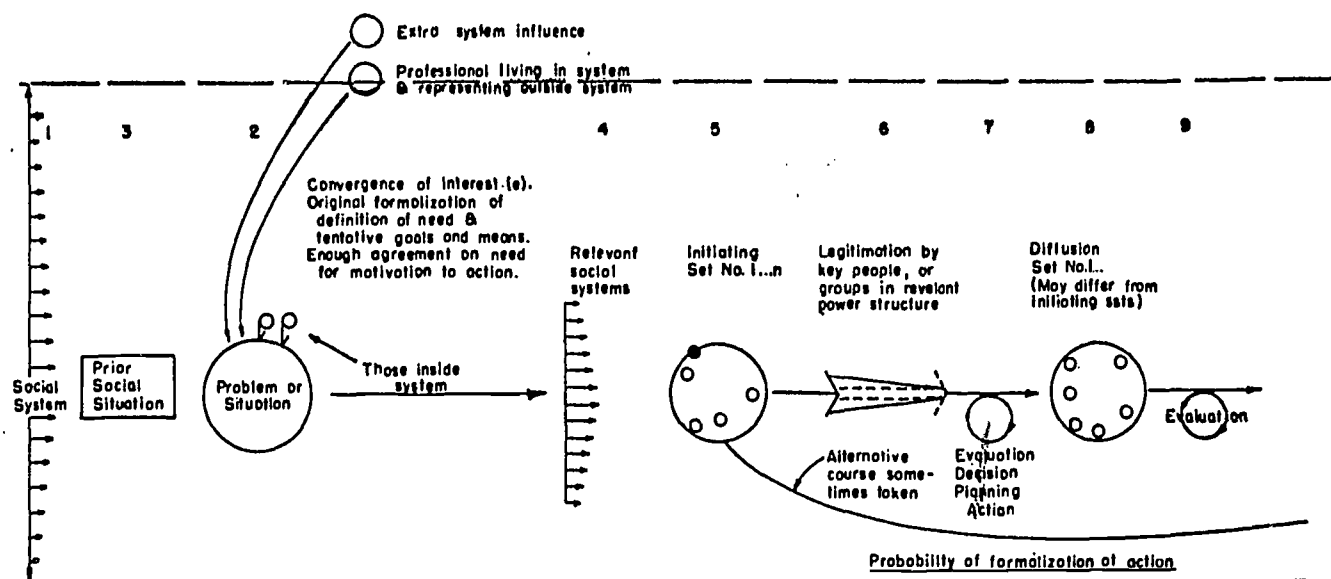 Extra system influence
Professional living in system
& representing outside system
1
3
2
4
5
6
7
8
9
Convergence of interest.(e).
Original formalization of
definition of need &
tentative goals and means.
Enough agreement on need
for motivation to action.
Relevant
social
systems
Initiating
Set No. 1...n
Legitimation by
key people, or
groups in revelant
power structure
Diffusion
Set No.1..
(May differ from
initiating ssts)
Social
System
Prior
Social
Situation
Problem or
Situation
Those inside
system
Evaluation
Alternative
course some-
times taken
Evaluation
Decision
Planning
Action
Probability of formalization of action